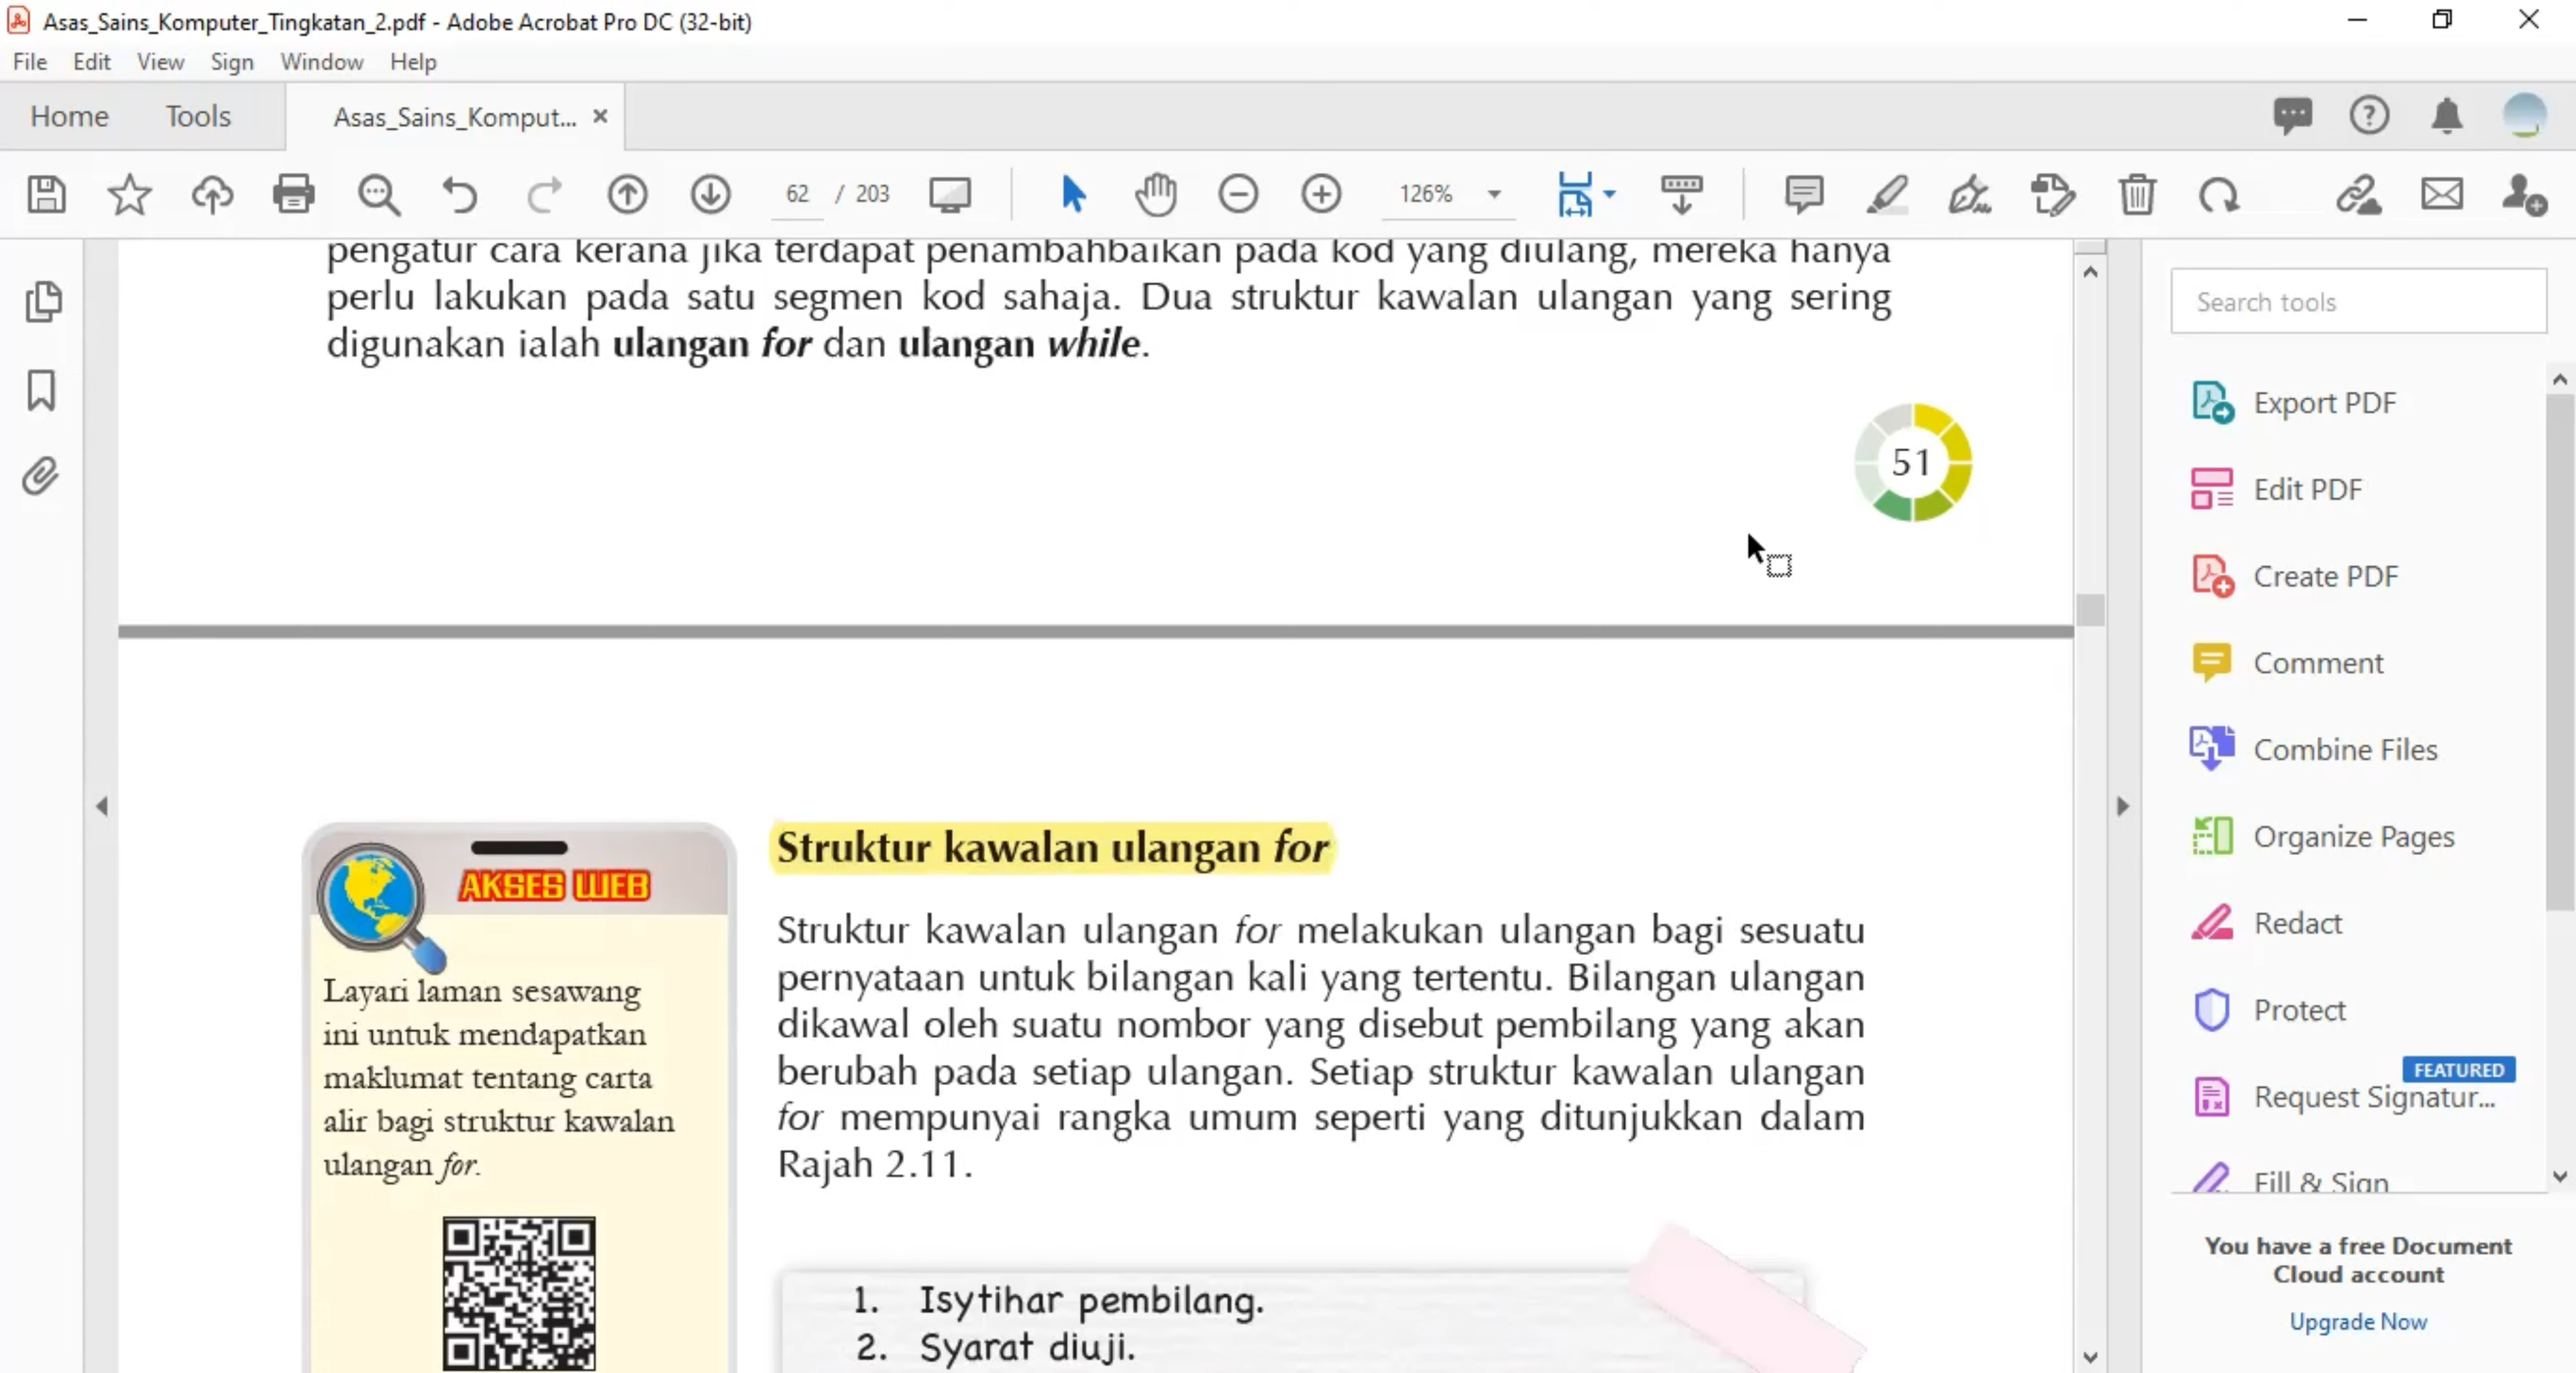 Asas_Sains_Komputer_Tingkatan_2.pdf - Adobe Acrobat Pro DC (32-bit)
File Edit View Sign Window Help
Home Tools Asas_Sains_Komput...
62 / 203 126%
pengatur cara kerana jika terdapat penambahbaikan pada kod yang diulang, mereka hanya
perlu lakukan pada satu segmen kod sahaja. Dua struktur kawalan ulangan yang sering
digunakan ialah ulangan for dan ulangan while.
51
AKSES WEB
Layari laman sesawang
ini untuk mendapatkan
maklumat tentang carta
alir bagi struktur kawalan
ulangan for.
Struktur kawalan ulangan for
Struktur kawalan ulangan for melakukan ulangan bagi sesuatu
pernyataan untuk bilangan kali yang tertentu. Bilangan ulangan
dikawal oleh suatu nombor yang disebut pembilang yang akan
berubah pada setiap ulangan. Setiap struktur kawalan ulangan
for mempunyai rangka umum seperti yang ditunjukkan dalam
Rajah 2.11.
1. Isytihar pembilang.
2. Syarat diuji.
Search tools
Export PDF
Edit PDF
Create PDF
Comment
Combine Files
Organize Pages
Redact
Protect
FEATURED
Request Signatur...
Fill & Sign
You have a free Document
Cloud account
Upgrade Now